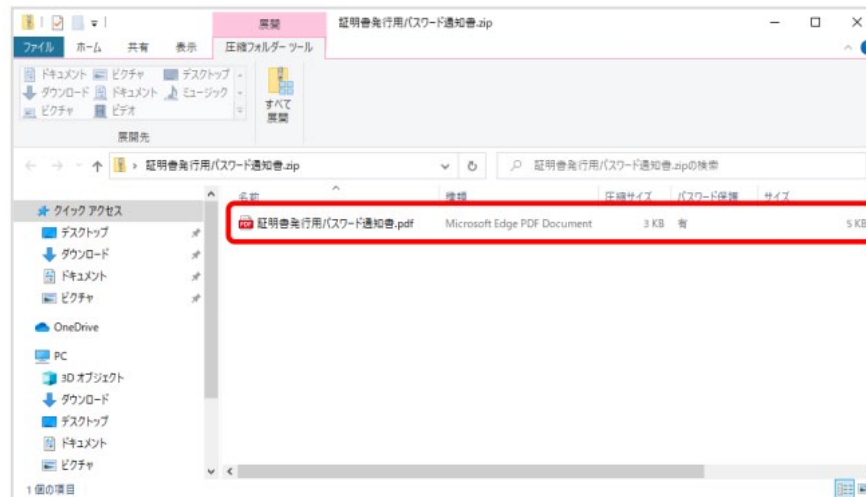 展開
証明書発行用パスワード通知書.zip
ファイル ホーム 共有 表示 圧縮フォルダー ツール
ドキュメント ピクチャ デスクトップ
ダウンロード ドキュメント ミュージック
ピクチャ ビデオ
すべて
展開
展開先
証明書発行用パスワード通知書.zip
証明書発行用パスワード通知書.zipの検索
名前 種類 圧縮サイズ パスワード保護 サイズ
証明書発行用パスワード通知書.pdf Microsoft Edge PDF Document 3 KB 有 5 KB
クイック アクセス
デスクトップ
ダウンロード
ドキュメント
ピクチャ
OneDrive
PC
3D オブジェクト
ダウンロード
デスクトップ
ドキュメント
ピクチャ
1 個の項目